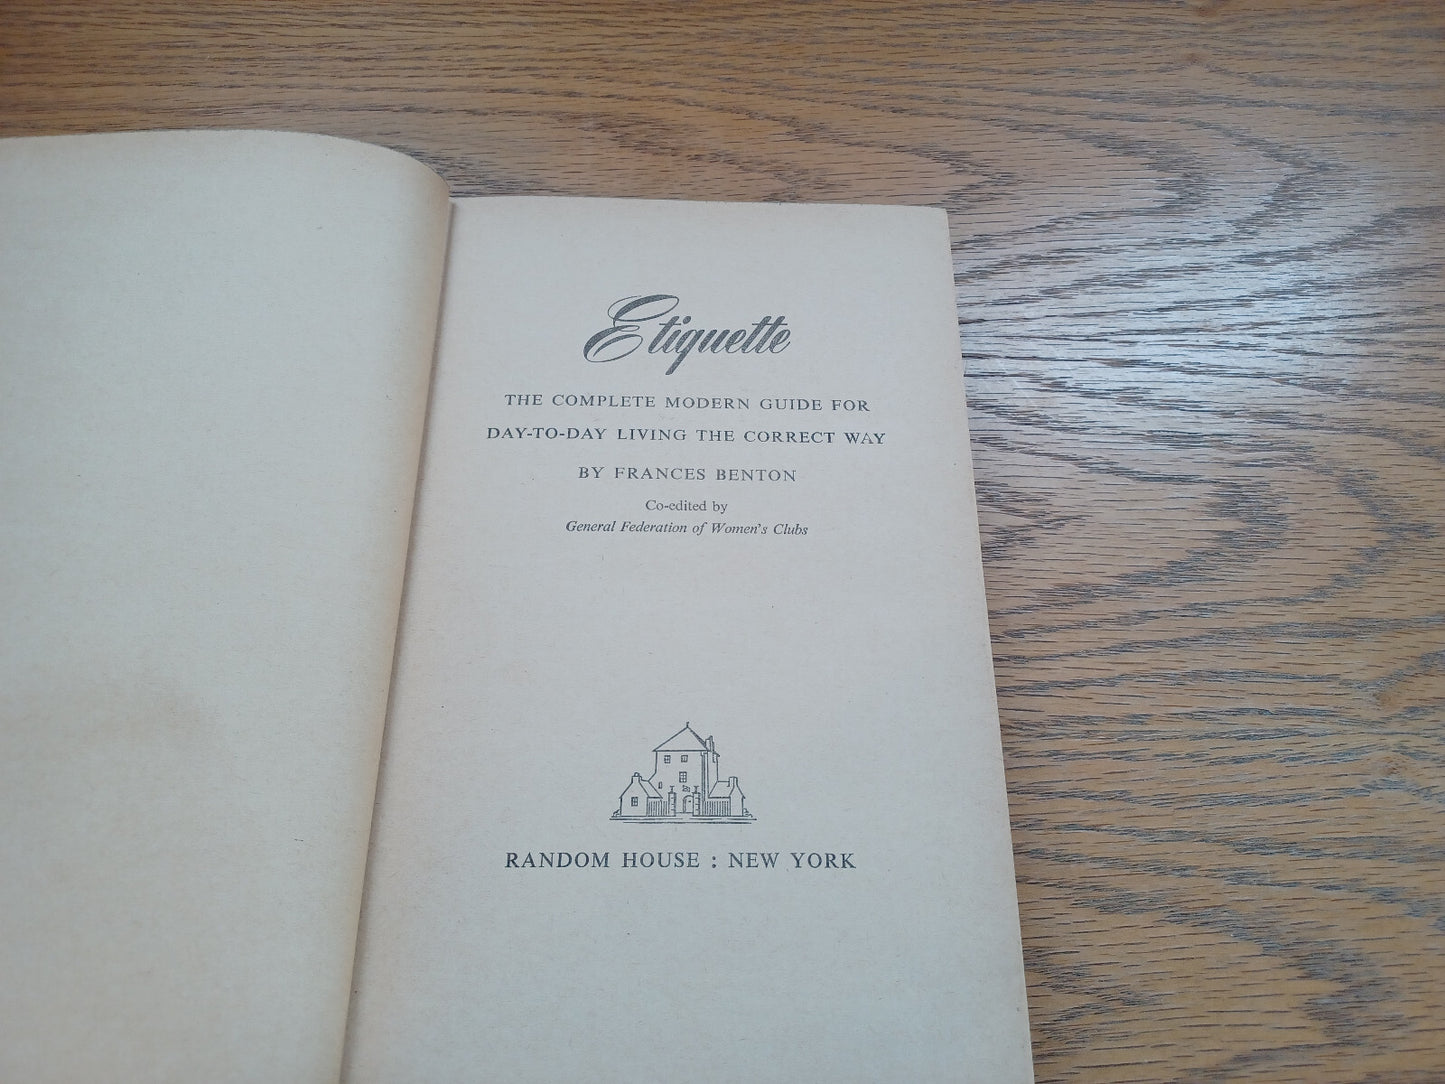 Etiquette
THE COMPLETE MODERN GUIDE FOR
DAY-TO-DAY LIVING THE CORRECT WAY
BY FRANCES BENTON
Co-edited by
General Federation of Women's Clubs
RANDOM HOUSE : NEW YORK